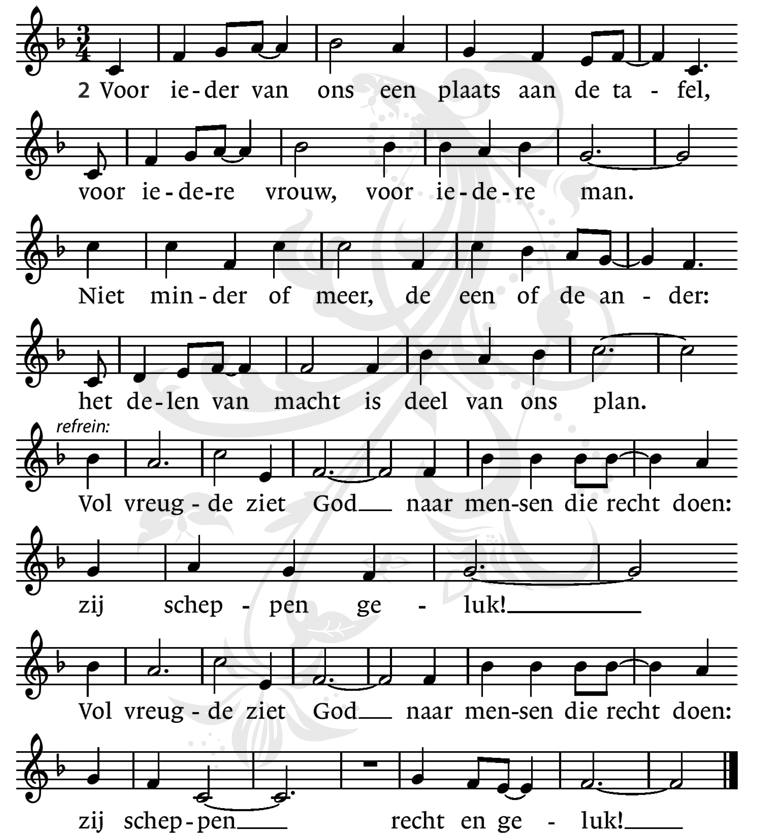 2 Voor ie-der van ons een plaats aan de ta - fel,
voor ie-de-re vrouw, voor ie-de-re man.
Niet min-der of meer, de een of de an - der:
het de-len van macht is deel van ons plan.
refrein:
Vol vreug-de ziet God naar men-sen die recht doen:
zij schep - pen ge - luk!
Vol vreug-de ziet God naar men-sen die recht doen:
zij schep-pen recht en ge - luk!